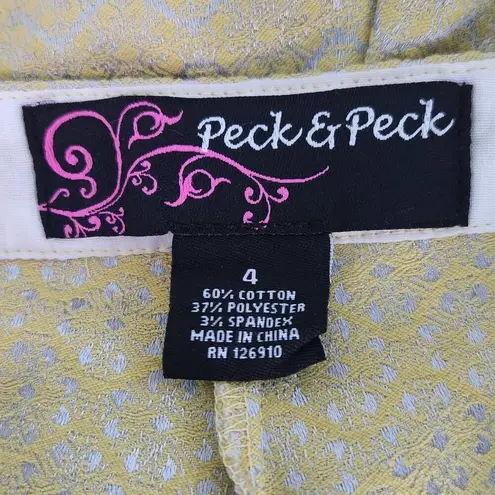 Peck & Peck
4
60% COTTON
37% POLYESTER
3% SPANDEX
MADE IN CHINA
RN 126910